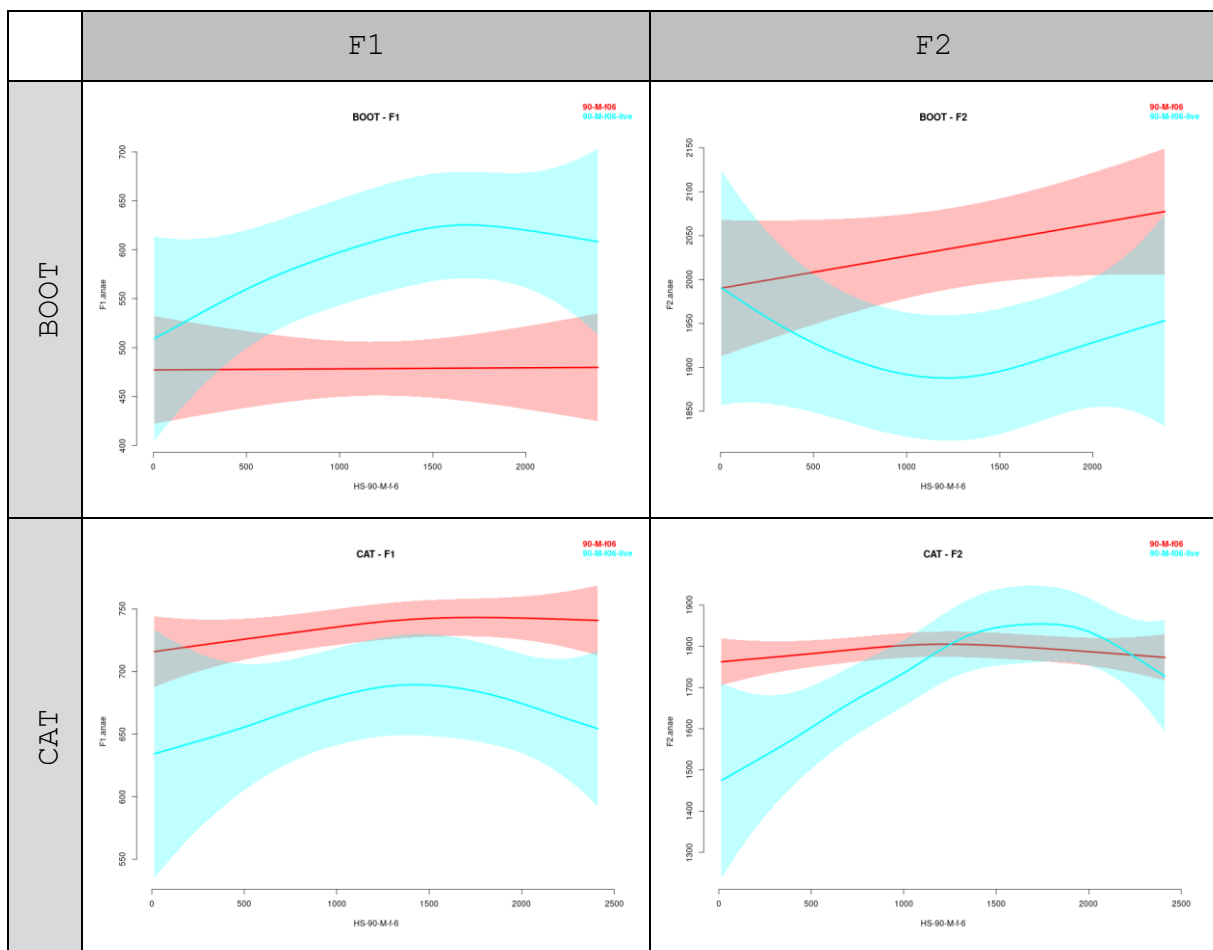 F1
F2
BOOT
BOOT - F1
90-M-f06
90-M-f06-live
F1.anae
700
650
600
550
500
450
400
0 500 1000 1500 2000
HS-90-M-f-6
BOOT - F2
90-M-f06
90-M-f06-live
F2.anae
2150
2100
2050
2000
1950
1900
1850
0 500 1000 1500 2000
HS-90-M-f-6
CAT
CAT - F1
90-M-f06
90-M-f06-live
F1.anae
750
700
650
600
550
0 500 1000 1500 2000 2500
HS-90-M-f-6
CAT - F2
90-M-f06
90-M-f06-live
F2.anae
1900
1800
1700
1600
1500
1400
1300
0 500 1000 1500 2000 2500
HS-90-M-f-6